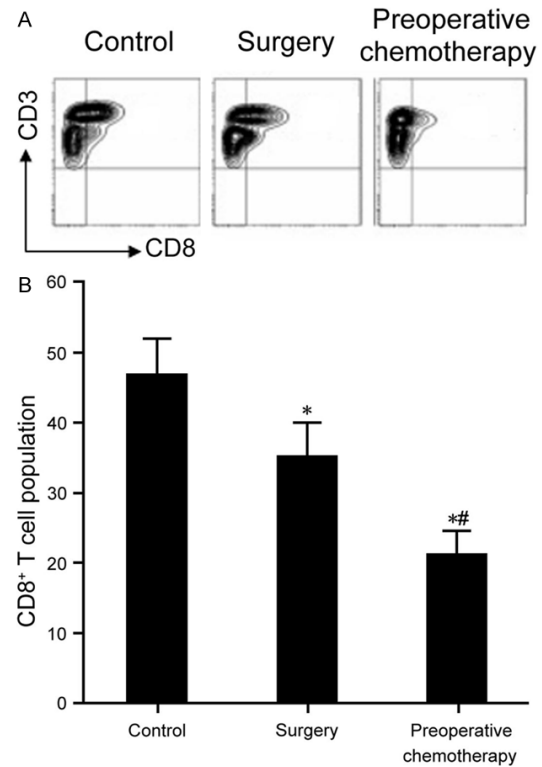 A
Control
Surgery
Preoperative
chemotherapy
CD3
CD8
B
60
50
40
30
20
10
0
CD8⁺ T cell population
*
*#
Control
Surgery
Preoperative
chemotherapy